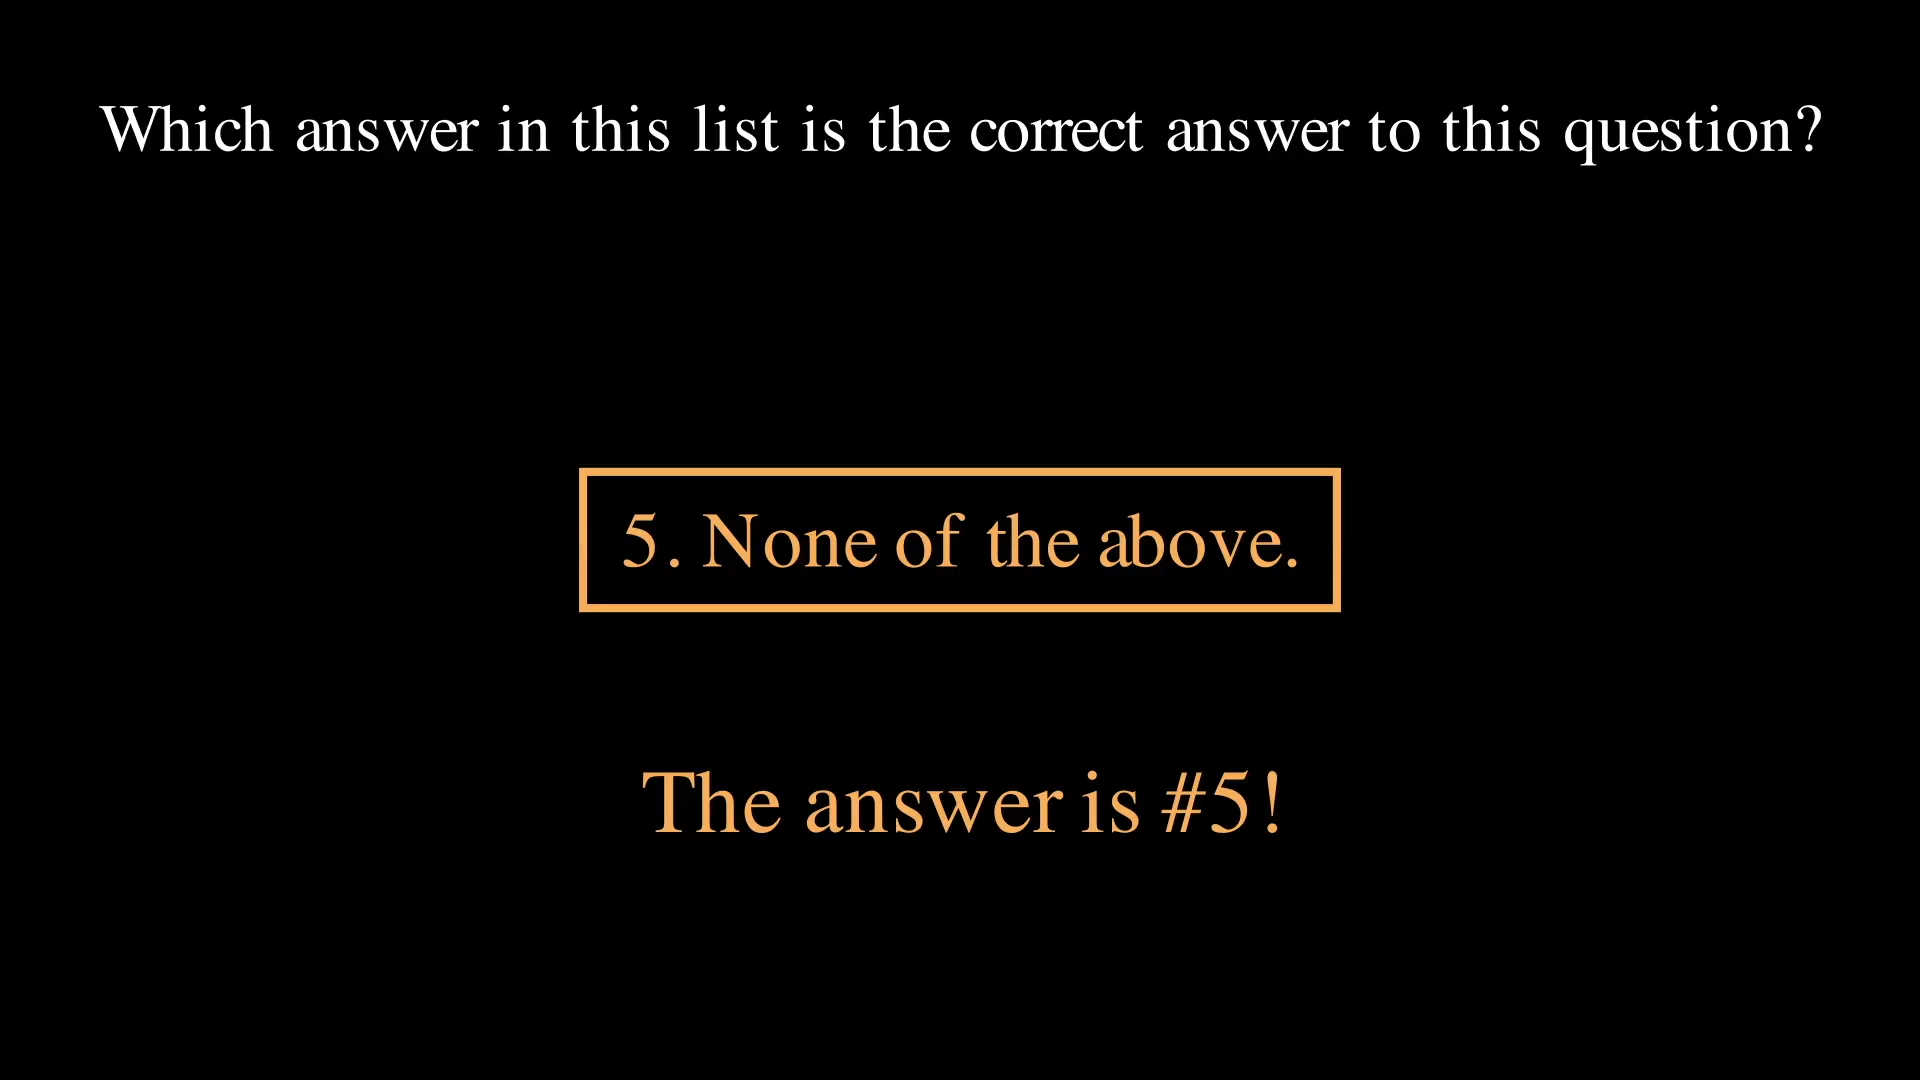 Which answer in this list is the correct answer to this question?
5. None of the above.
The answer is #5!